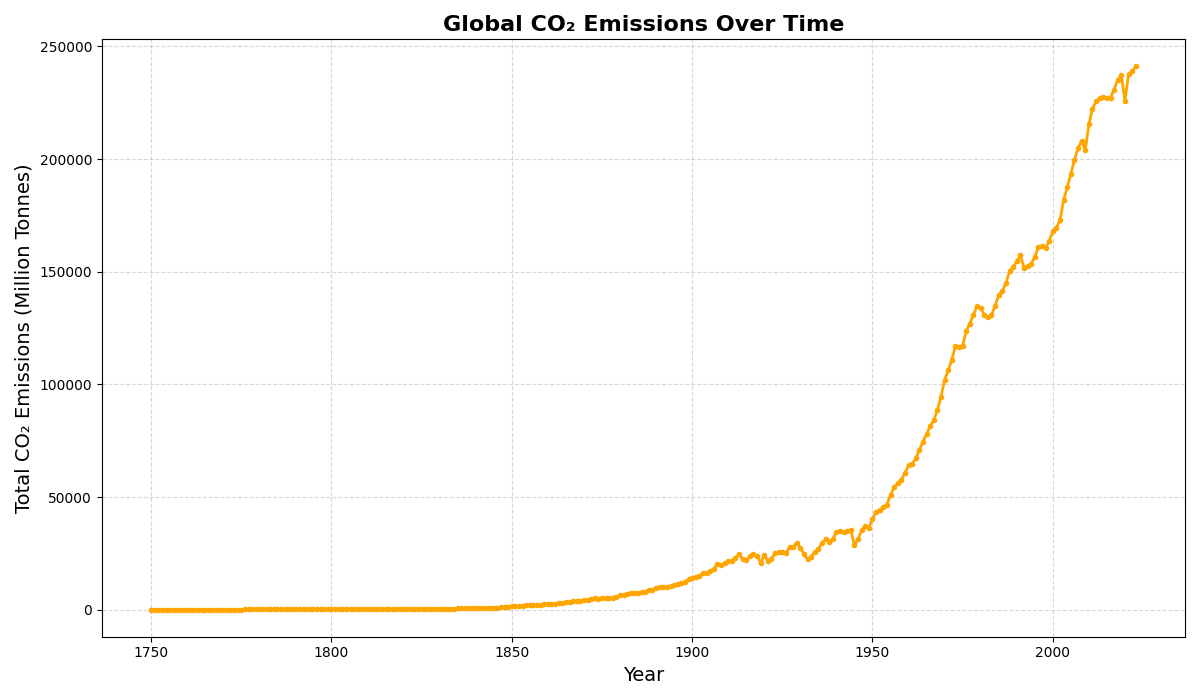 Global CO₂ Emissions Over Time
Total CO₂ Emissions (Million Tonnes)
250000
200000
150000
100000
50000
0
1750 1800 1850 1900 1950 2000
Year